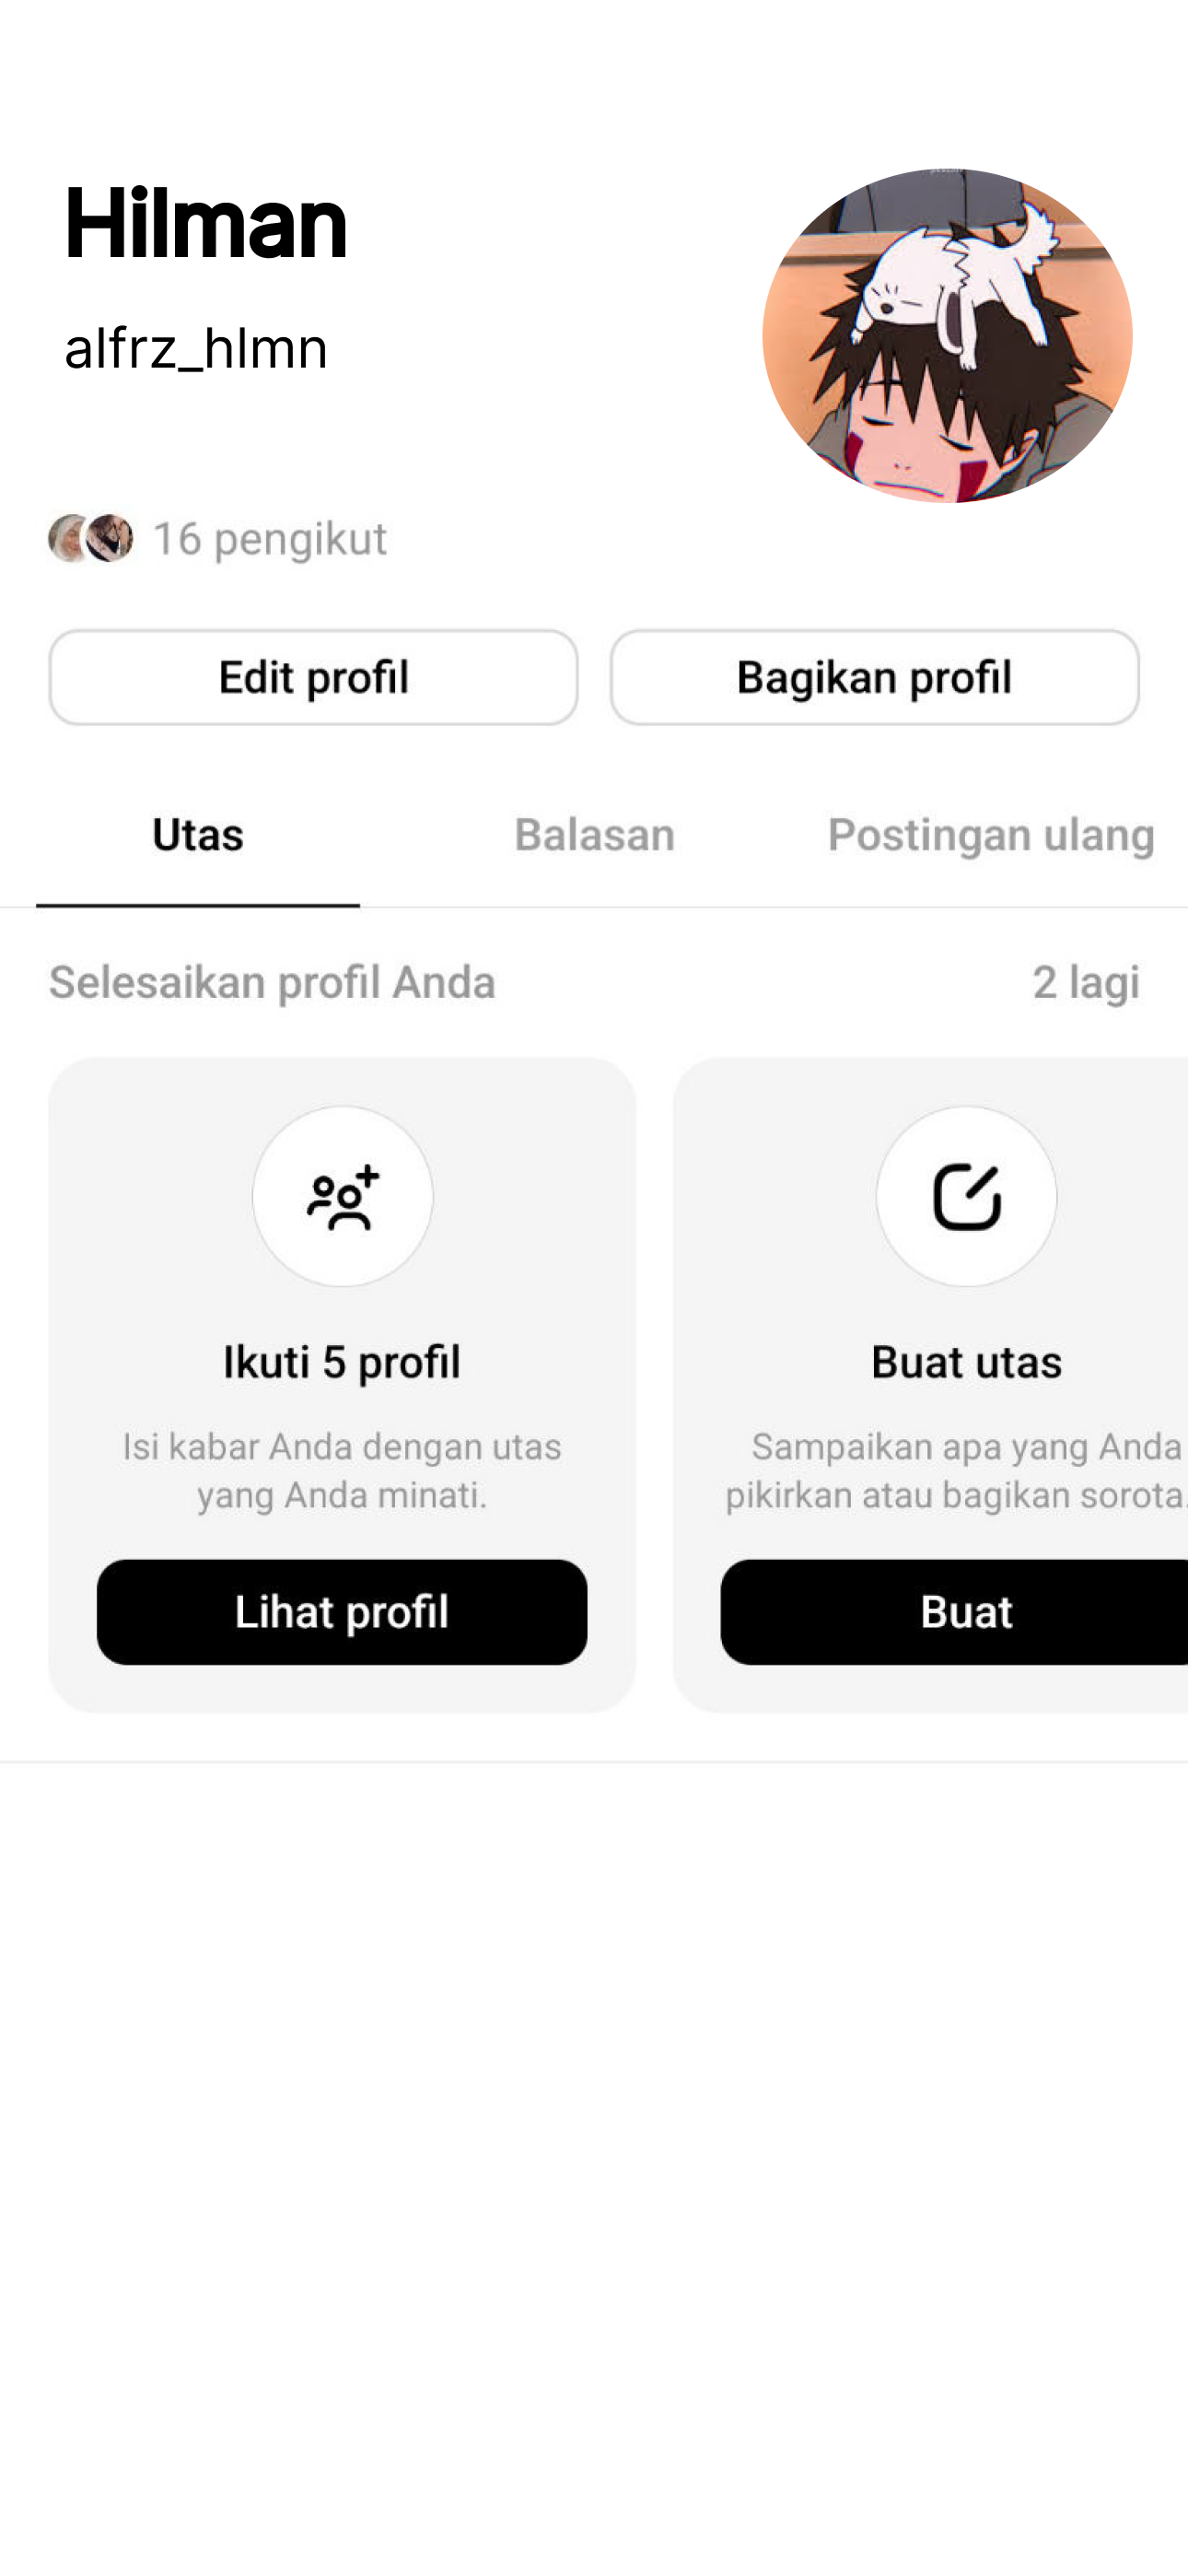 Hilman
alfrz_hlmn
16 pengikut
Edit profil
Bagikan profil
Utas
Balasan
Postingan ulang
Selesaikan profil Anda
2 lagi
Ikuti 5 profil
Isi kabar Anda dengan utas
yang Anda minati.
Lihat profil
Buat utas
Sampaikan apa yang Anda
pikirkan atau bagikan sorota.
Buat